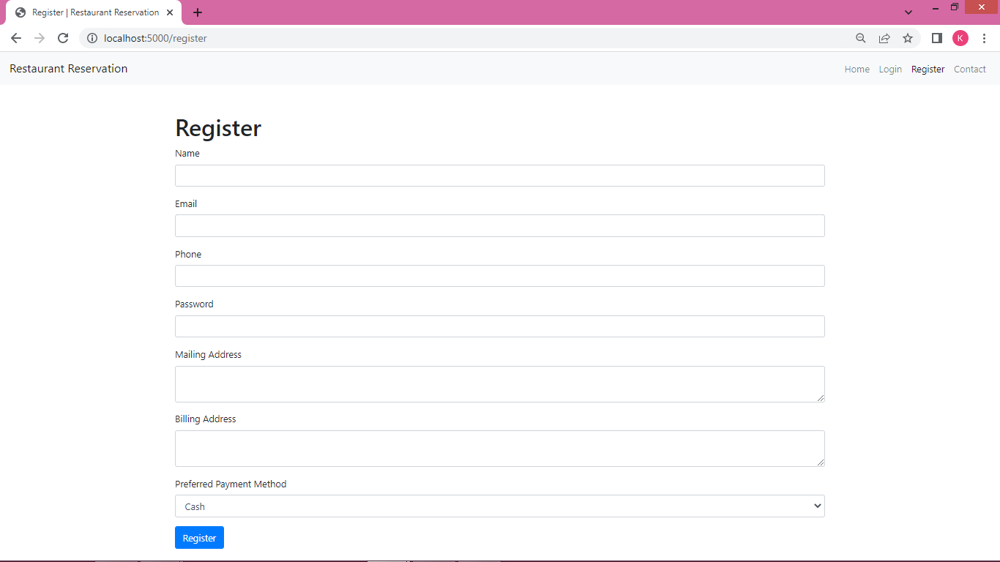 Register | Restaurant Reservation
localhost:5000/register
K
Restaurant Reservation
Home Login Register Contact
Register
Name
Email
Phone
Password
Mailing Address
Billing Address
Preferred Payment Method
Cash
Register